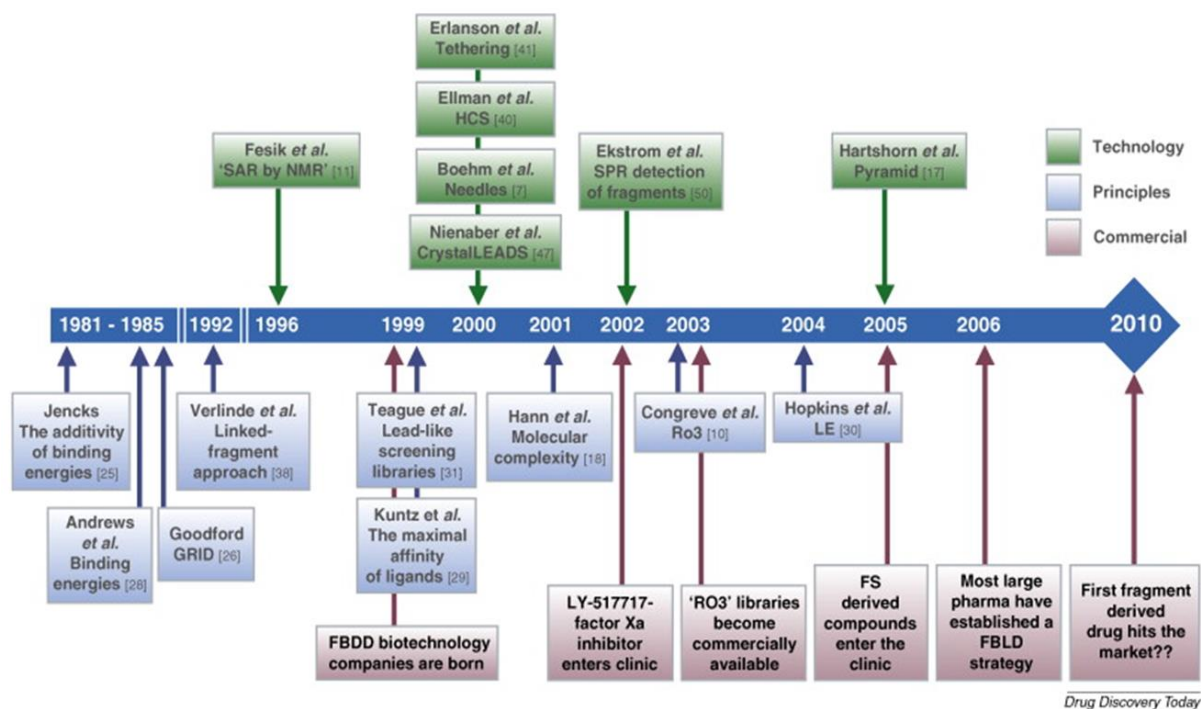 Erlanson et al.
Tethering [41]
Ellman et al.
HCS [40]
Fesik et al.
‘SAR by NMR’ [11]
Boehm et al.
Needles [7]
Ekstrom et al.
SPR detection
of fragments [50]
Hartshorn et al.
Pyramid [17]
Nienaber et al.
CrystalLEADS [47]
Technology
Principles
Commercial
1981 - 1985
1992
1996
1999
2000
2001
2002
2003
2004
2005
2006
2010
Jencks
The additivity
of binding
energies [25]
Verlinde et al.
Linked-
fragment
approach [38]
Teague et al.
Lead-like
screening
libraries [31]
Hann et al.
Molecular
complexity [18]
Congreve et al.
Ro3 [10]
Hopkins et al.
LE [30]
Andrews
et al.
Binding
energies [28]
Goodford
GRID [26]
Kuntz et al.
The maximal
affinity
of ligands [29]
FBDD biotechnology
companies are born
LY-517717-
factor Xa
inhibitor
enters clinic
‘RO3’ libraries
become
commercially
available
FS
derived
compounds
enter the
clinic
Most large
pharma have
established a
FBLD
strategy
First fragment
derived
drug hits the
market??
Drug Discovery Today